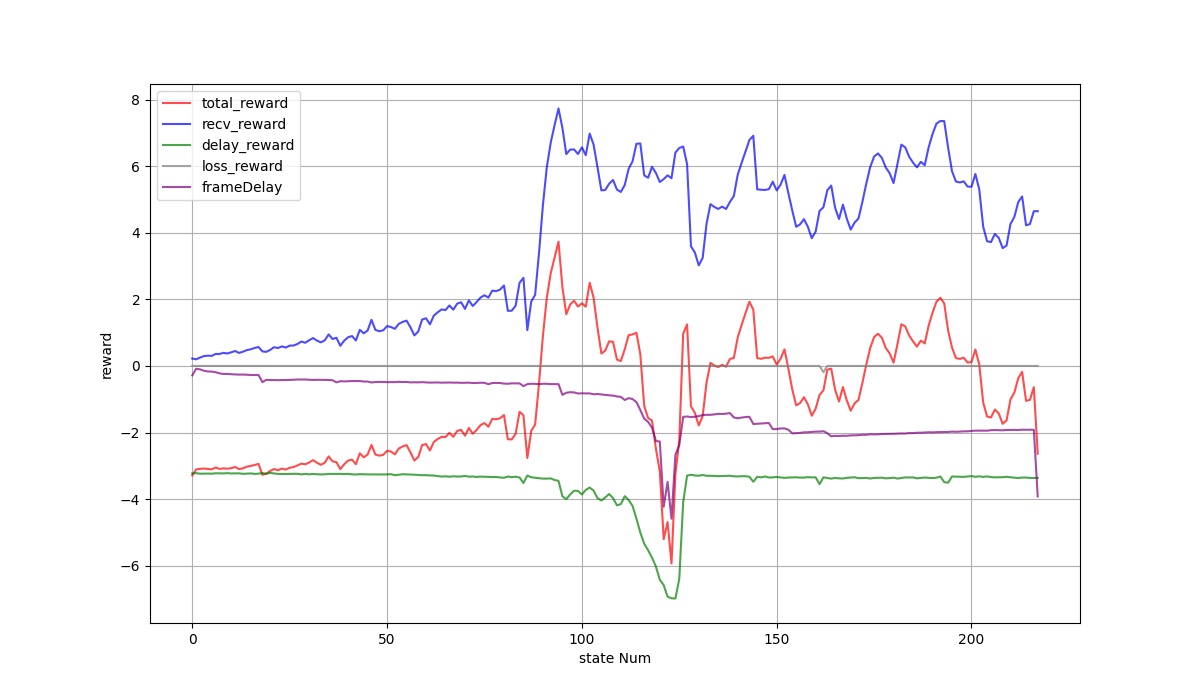 total_reward
recv_reward
delay_reward
loss_reward
frameDelay
8
6
4
2
0
−2
−4
−6
reward
0 50 100 150 200
state Num